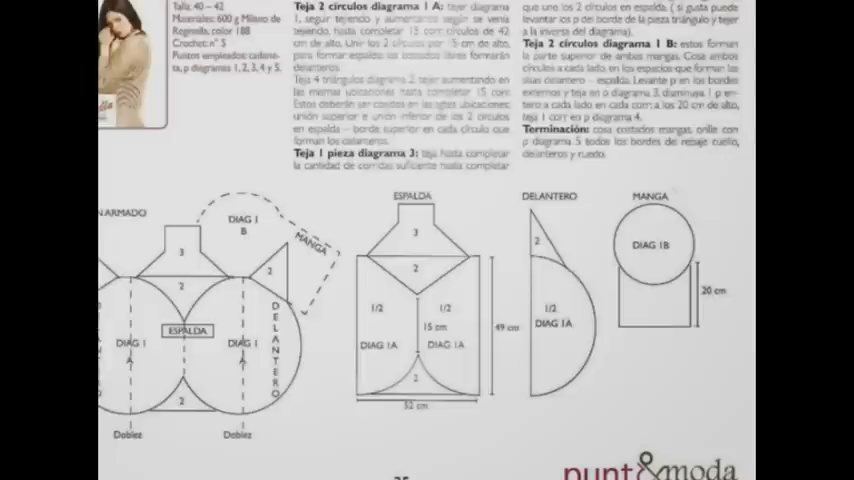 Talla: 40 – 42
Materiales: 600 g Milano de
Reginella, color 188
Crochet: nº 5
Puntos empleados: cadene-
ta, p diagramas 1, 2, 3, 4 y 5.
Teja 2 círculos diagrama 1 A: tejer diagrama
1, seguir tejiendo y aumentando según se venía
tejiendo, hasta completar 15 cm círculos de 42
cm de alto. Unir los 2 círculos por 15 cm de alto,
para formar espalda; los costados libres formarán
delanteros.
Teja 4 triángulos diagrama 2: tejer aumentando en
las mismas ubicaciones hasta completar 15 cm.
Estos deberán ser cosidos en las sgtes ubicaciones:
unión superior e unión inferior de los 2 círculos
en espalda – borde superior en cada círculo que
forman los delanteros.
Teja 1 pieza diagrama 3: teja hasta completar
la cantidad de corridas suficiente hasta completar
que une los 2 círculos en espalda. ( si gusta puede
levantar los p del borde de la pieza triángulo y tejer
a la inversa del diagrama).
Teja 2 círculos diagrama 1 B: estos forman
la parte superior de ambas mangas. Cosa ambos
círculos a cada lado, en los espacios que forman las
sisas delantero – espalda. Levante p en los bordes
externos y teja en p diagrama 3, disminuya 1 p en-
tero a cada lado en cada corr. a los 20 cm de alto,
teja 1 corr en p diagrama 4.
Terminación: cosa costados mangas, orille con
p diagrama 5 todos los bordes de rebaje cuello,
delanteros y ruedo.
N ARMADO
DIAG 1
B
MANGA
3
2
2
ESPALDA
DIAG 1
A
DIAG 1
A
DELANTERO
2
Doblez
Doblez
ESPALDA
3
2
1/2
1/2
15 cm
DIAG 1A
DIAG 1A
2
49 cm
52 cm
DELANTERO
2
1/2
DIAG 1A
MANGA
DIAG 1B
20 cm
punto&moda